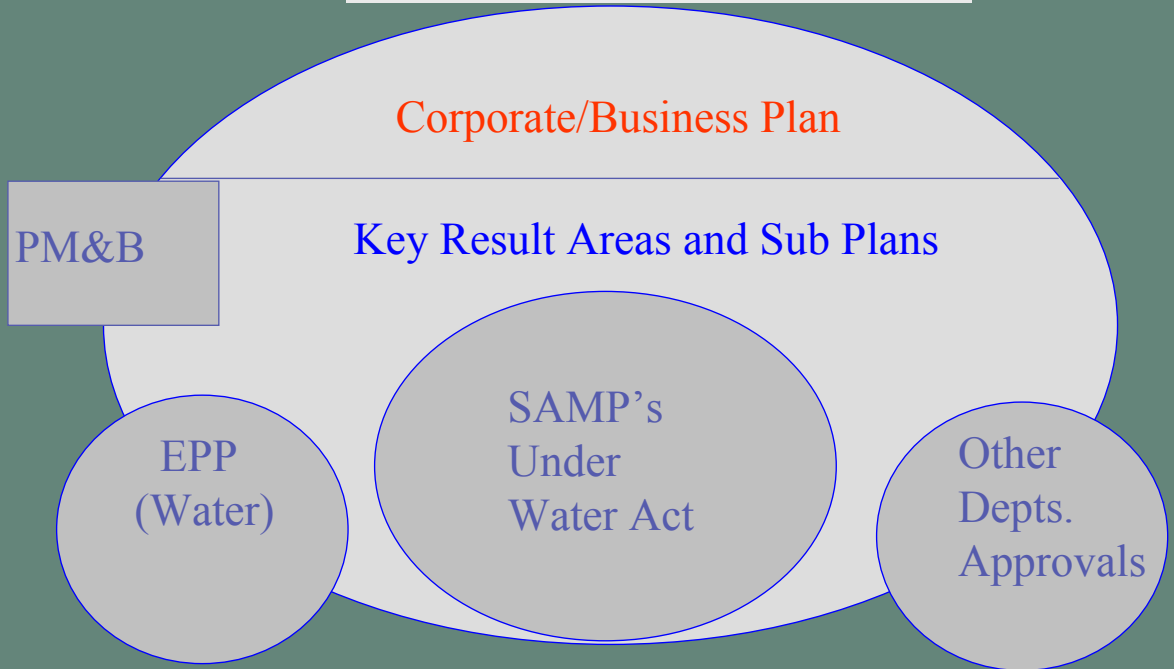 Corporate/Business Plan
PM&B
Key Result Areas and Sub Plans
SAMP’s
Under
Water Act
EPP
(Water)
Other
Depts.
Approvals